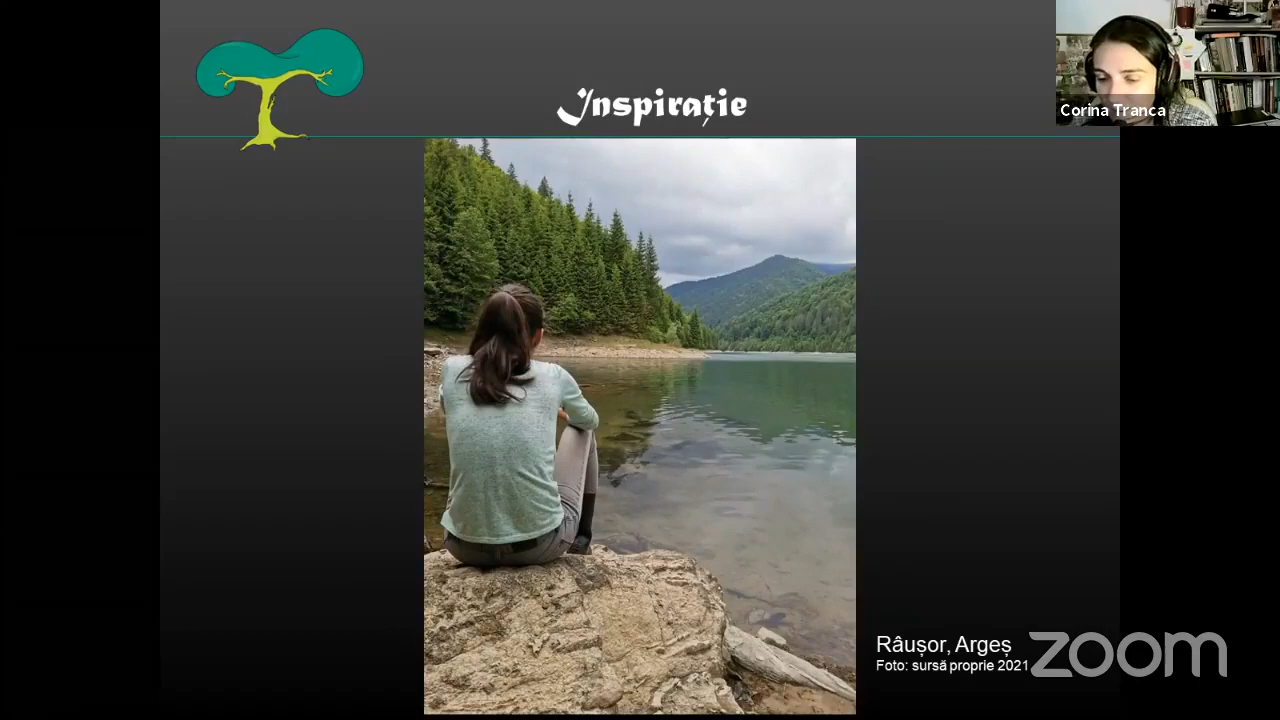 Inspirație
Corina Tranca
Râușor, Argeș
Foto: sursă proprie 2021
zoom